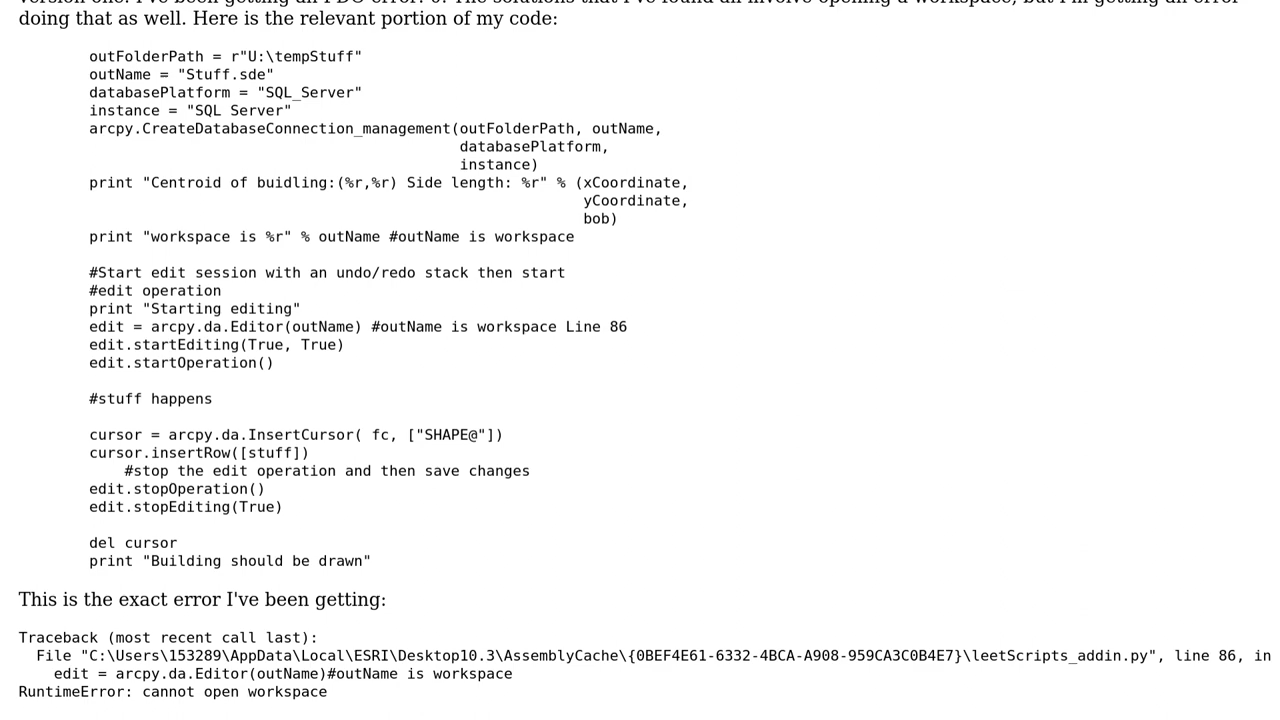 doing that as well. Here is the relevant portion of my code:
outFolderPath = r"U:\tempStuff"
outName = "Stuff.sde"
databasePlatform = "SQL_Server"
instance = "SQL Server"
arcpy.CreateDatabaseConnection_management(outFolderPath, outName,
databasePlatform,
instance)
print "Centroid of buidling:(%r,%r) Side length: %r" % (xCoordinate,
yCoordinate,
bob)
print "workspace is %r" % outName #outName is workspace
#Start edit session with an undo/redo stack then start
#edit operation
print "Starting editing"
edit = arcpy.da.Editor(outName) #outName is workspace Line 86
edit.startEditing(True, True)
edit.startOperation()
#stuff happens
cursor = arcpy.da.InsertCursor( fc, ["SHAPE@"])
cursor.insertRow([stuff])
#stop the edit operation and then save changes
edit.stopOperation()
edit.stopEditing(True)
del cursor
print "Building should be drawn"
This is the exact error I've been getting:
Traceback (most recent call last):
File "C:\Users\153289\AppData\Local\ESRI\Desktop10.3\AssemblyCache\{0BEF4E61-6332-4BCA-A908-959CA3C0B4E7}\leetScripts_addin.py", line 86, in
edit = arcpy.da.Editor(outName)#outName is workspace
RuntimeError: cannot open workspace